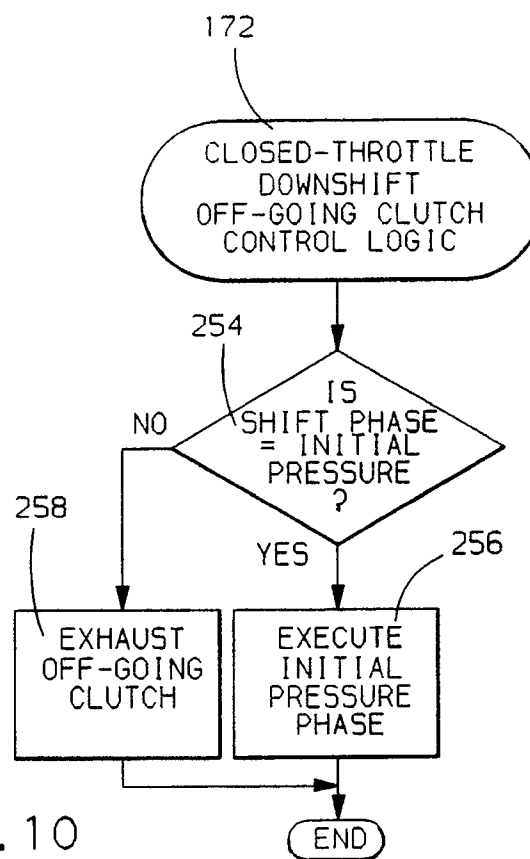 172
CLOSED-THROTTLE
DOWNSHIFT
OFF-GOING CLUTCH
CONTROL LOGIC
254
IS
SHIFT PHASE
= INITIAL
PRESSURE
?
NO
YES
258
256
EXHAUST
OFF-GOING
CLUTCH
EXECUTE
INITIAL
PRESSURE
PHASE
END
. 10